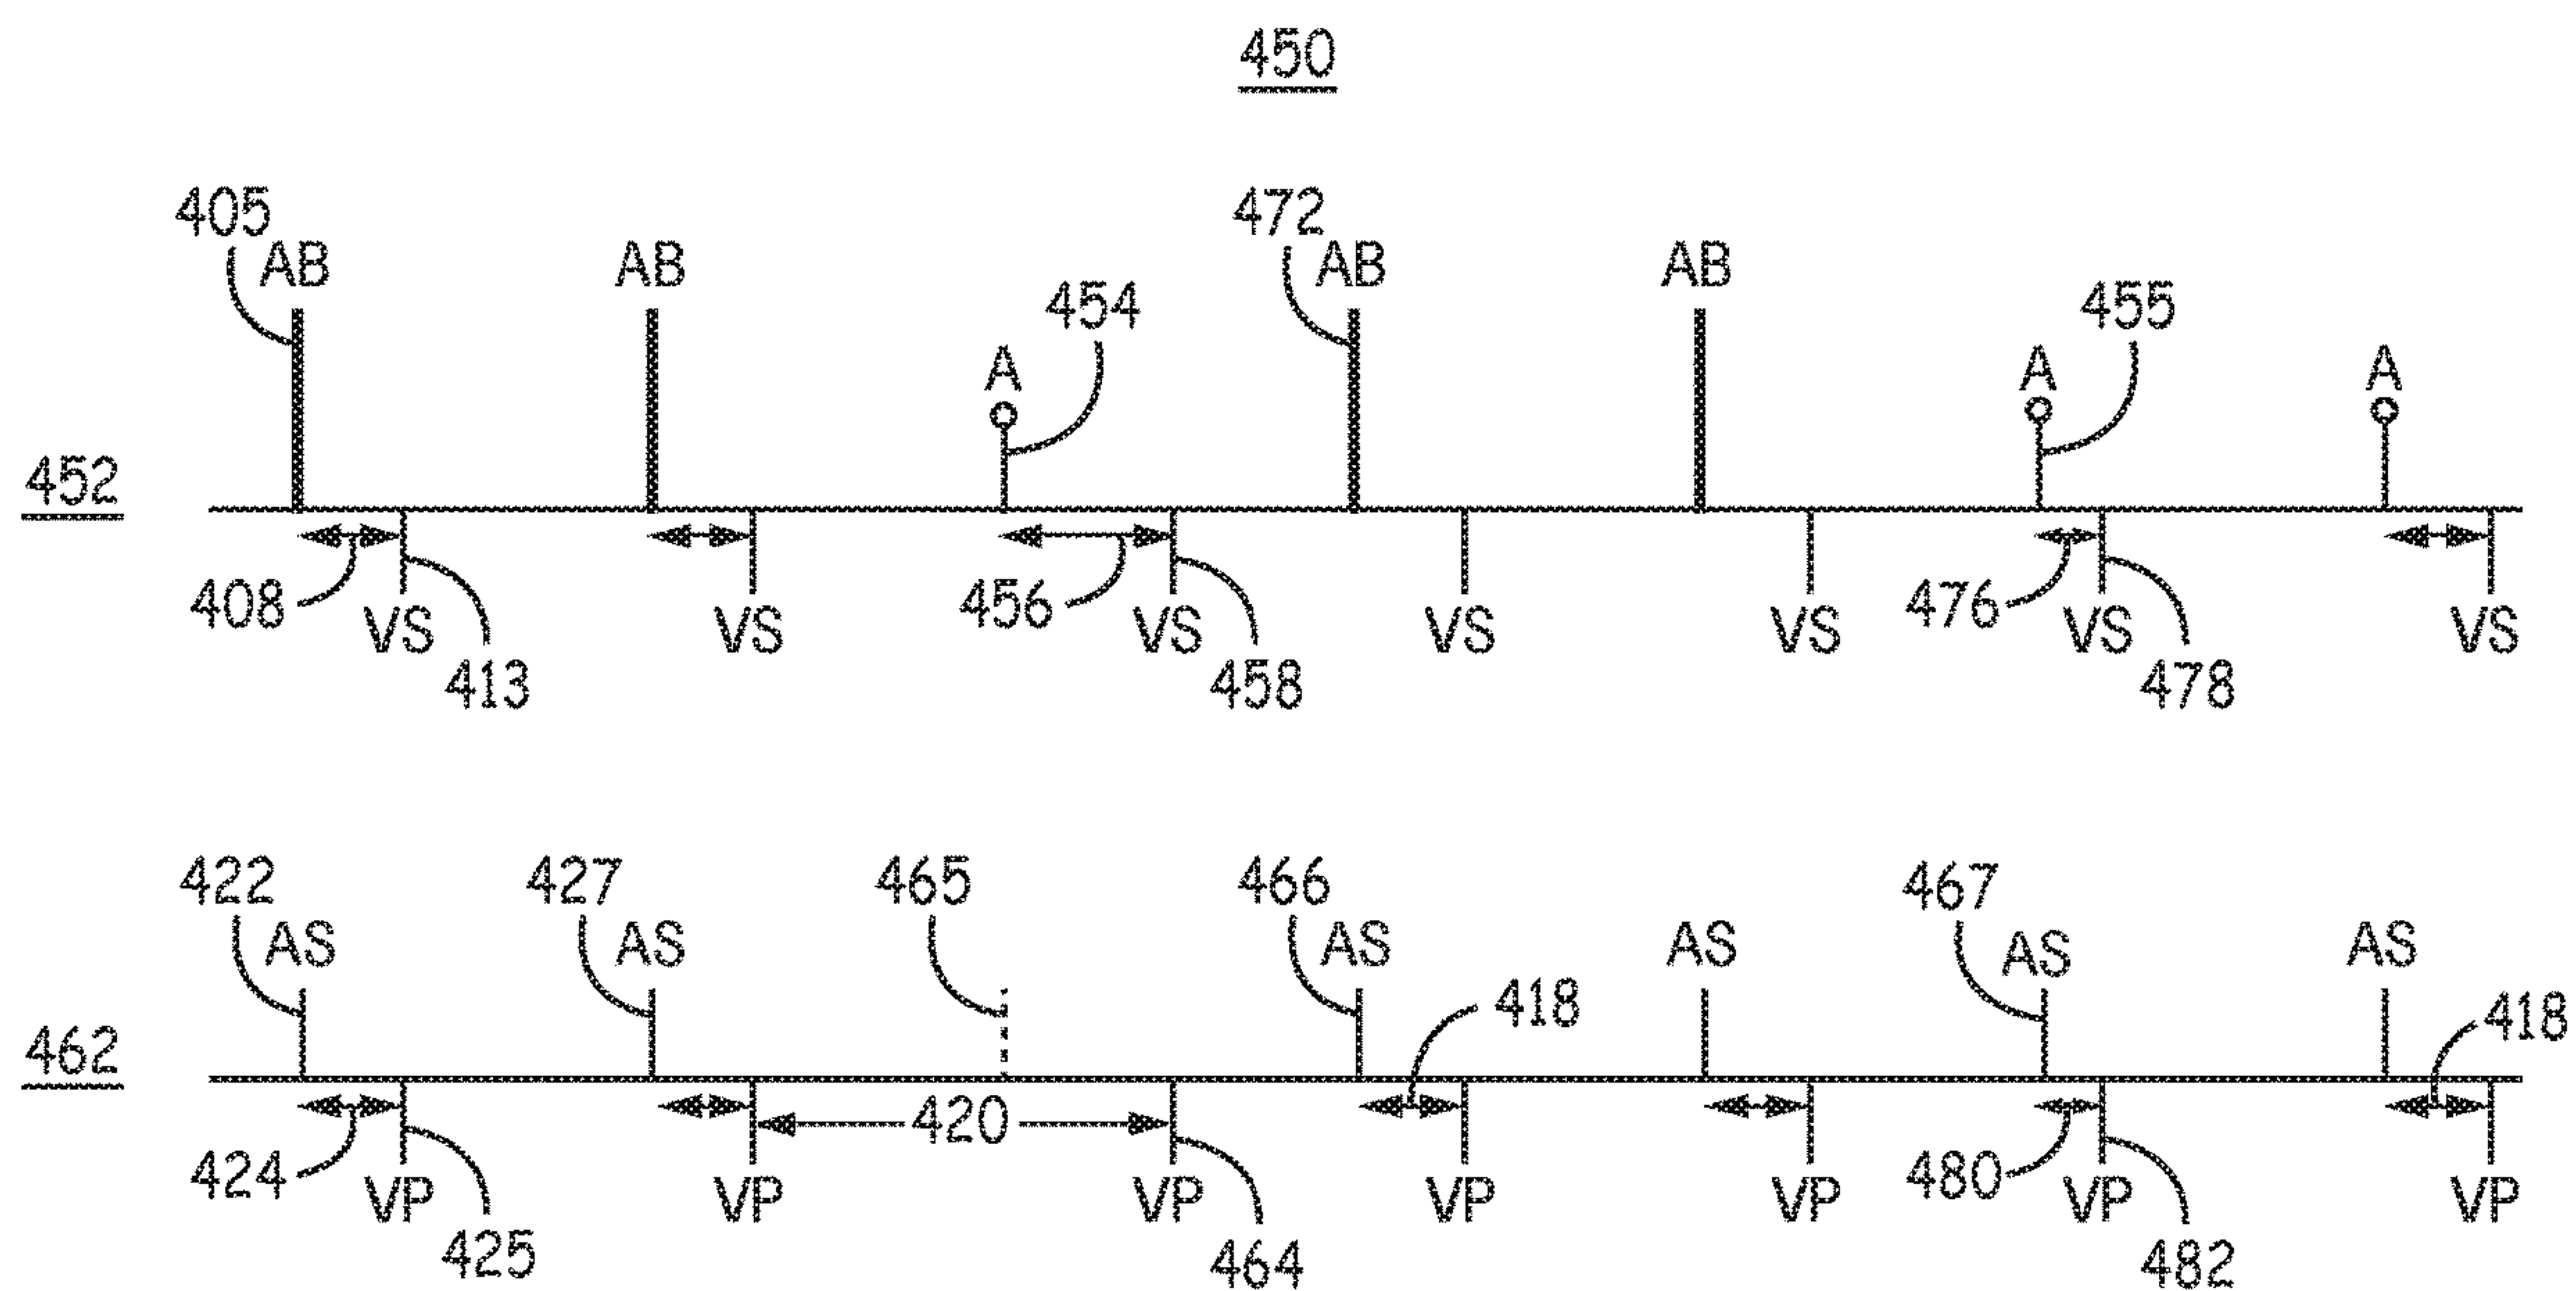 450
405 472
AB AB AB AB
454 455
A A A
452
408 456 476
VS VS VS VS VS VS VS
413 458 478
422 427 465 466 467
AS AS AS AS AS AS
418 418
462
420
424 480
VP VP VP VP VP VP VP
425 464 482